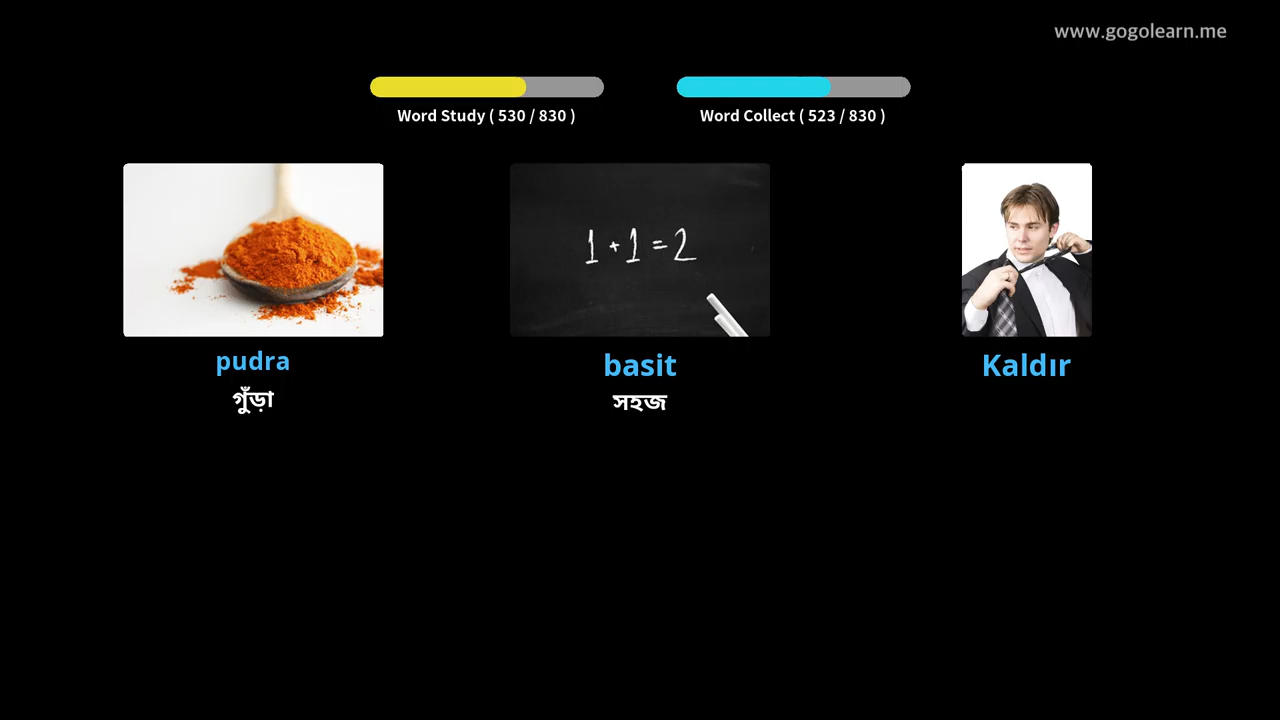 www.gogolearn.me
Word Study ( 530 / 830 )
Word Collect ( 523 / 830 )
1 + 1 = 2
pudra
গুঁড়া
basit
সহজ
Kaldır